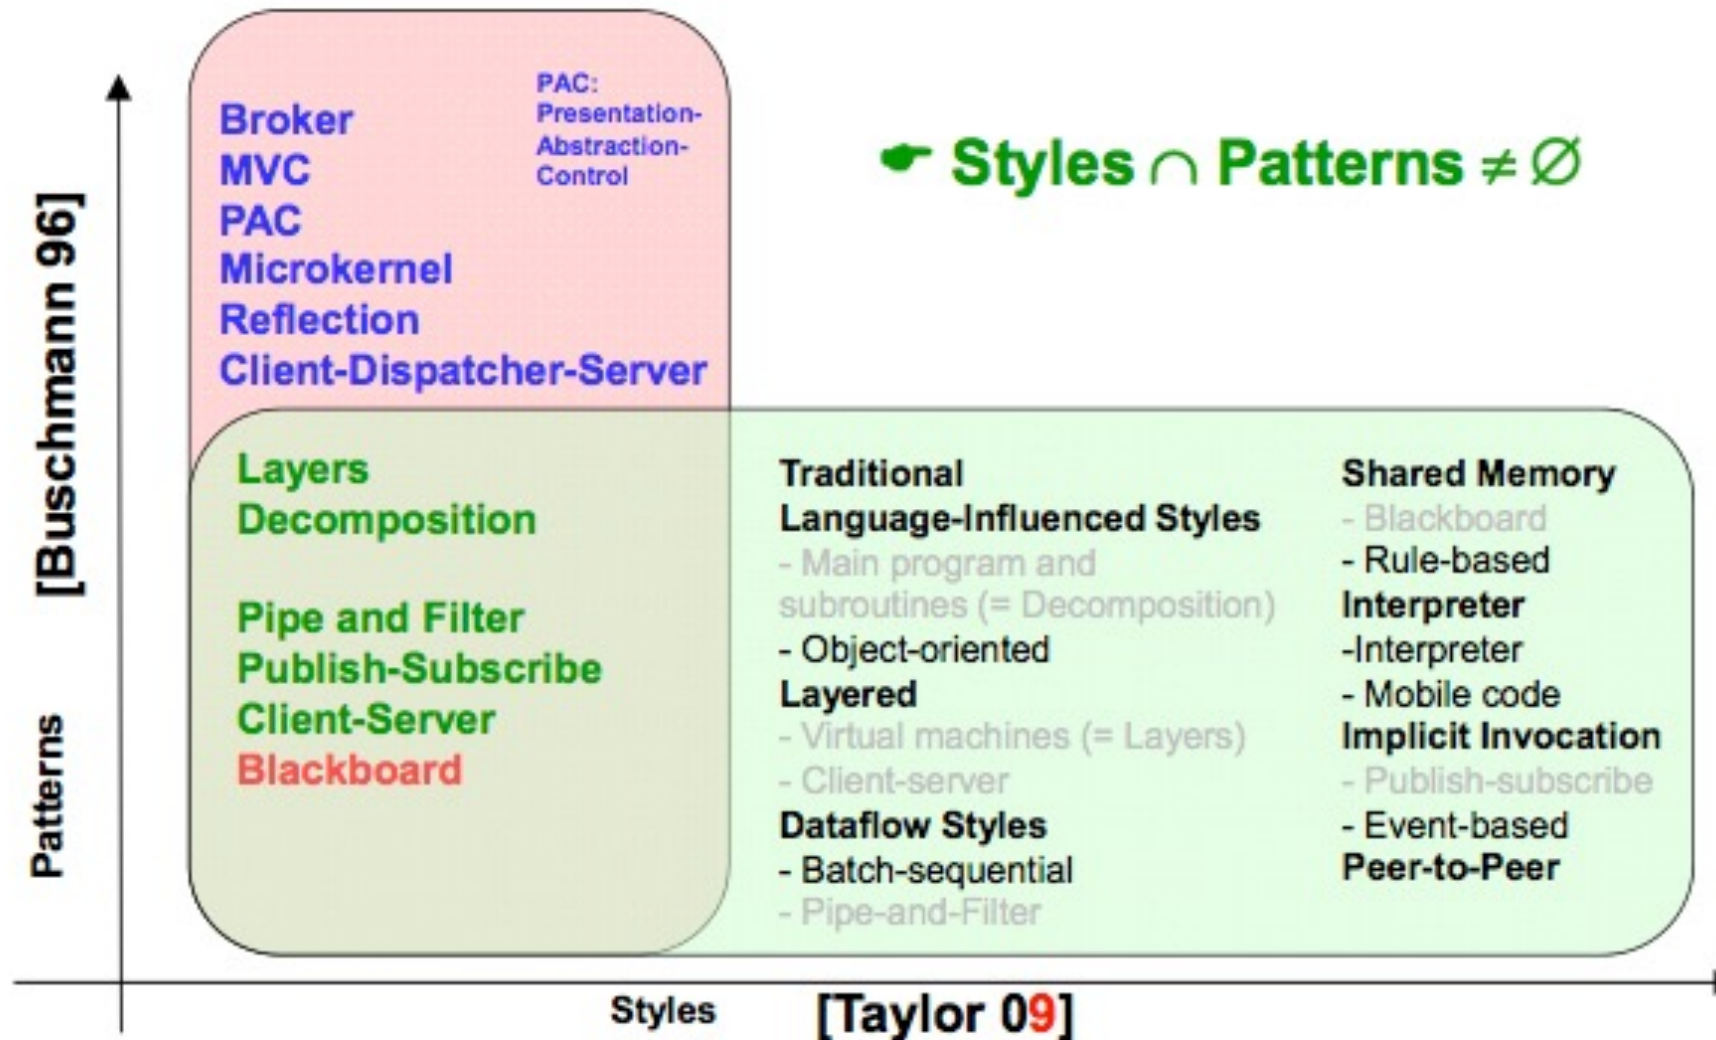 Broker
MVC
PAC
Microkernel
Reflection
Client-Dispatcher-Server
PAC:
Presentation-
Abstraction-
Control
☛ Styles ∩ Patterns ≠ ∅
[Buschmann 96]
Patterns
Layers
Decomposition
Pipe and Filter
Publish-Subscribe
Client-Server
Blackboard
Traditional
Language-Influenced Styles
- Main program and
subroutines (= Decomposition)
- Object-oriented
Layered
- Virtual machines (= Layers)
- Client-server
Dataflow Styles
- Batch-sequential
- Pipe-and-Filter
Shared Memory
- Blackboard
- Rule-based
Interpreter
-Interpreter
- Mobile code
Implicit Invocation
- Publish-subscribe
- Event-based
Peer-to-Peer
Styles
[Taylor 09]